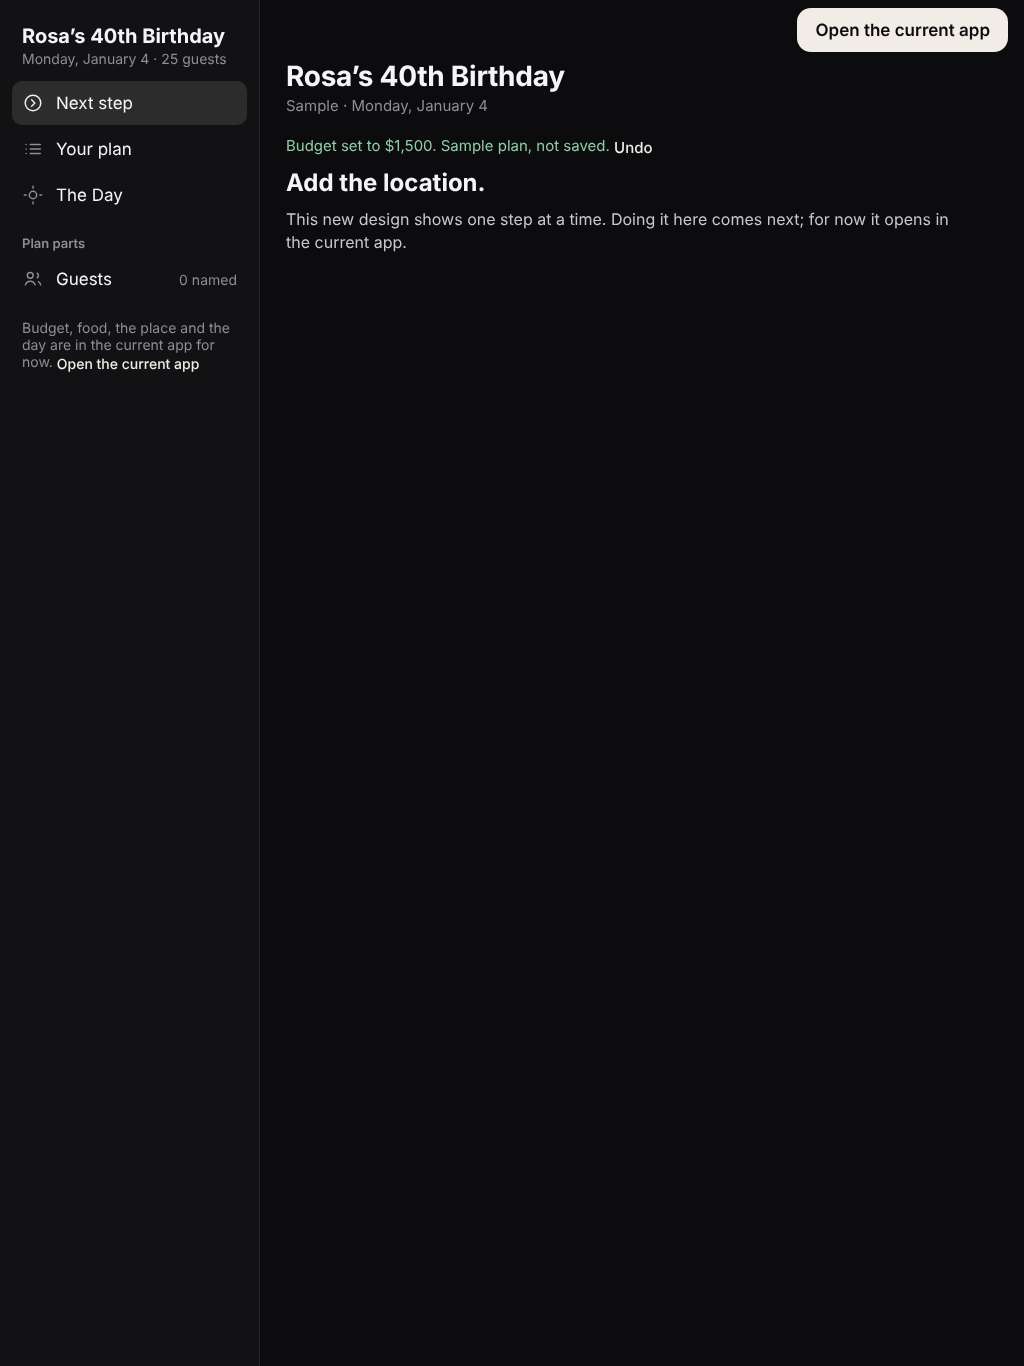 Rosa’s 40th Birthday
Monday, January 4 · 25 guests
Next step
Your plan
The Day
Plan parts
Guests 0 named
Budget, food, the place and the
day are in the current app for
now. Open the current app
Open the current app
Rosa’s 40th Birthday
Sample · Monday, January 4
Budget set to $1,500. Sample plan, not saved. Undo
Add the location.
This new design shows one step at a time. Doing it here comes next; for now it opens in
the current app.